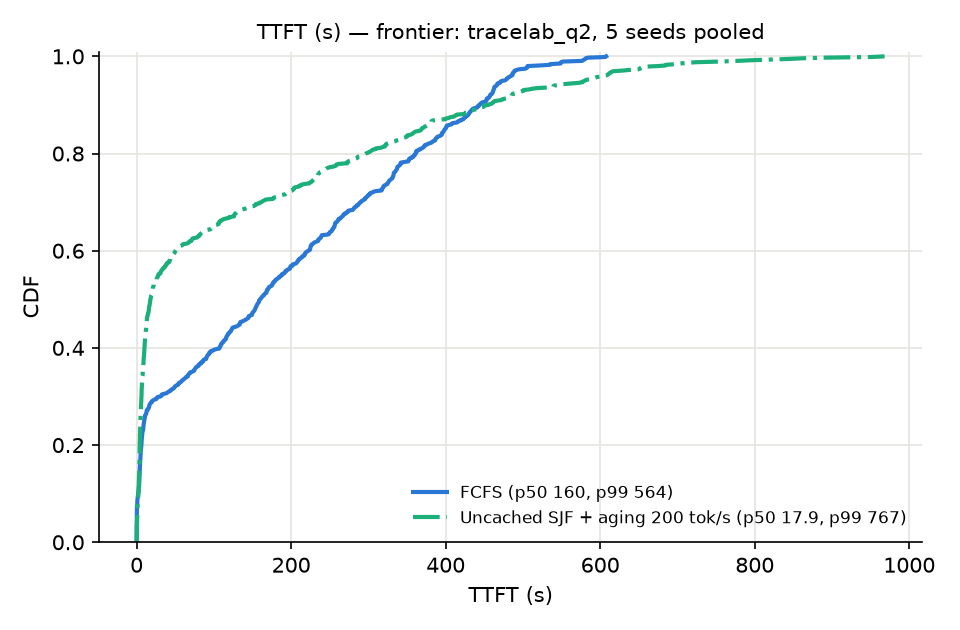 TTFT (s) — frontier: tracelab_q2, 5 seeds pooled
1.0
0.8
0.6
0.4
0.2
0.0
CDF
FCFS (p50 160, p99 564)
Uncached SJF + aging 200 tok/s (p50 17.9, p99 767)
0 200 400 600 800 1000
TTFT (s)